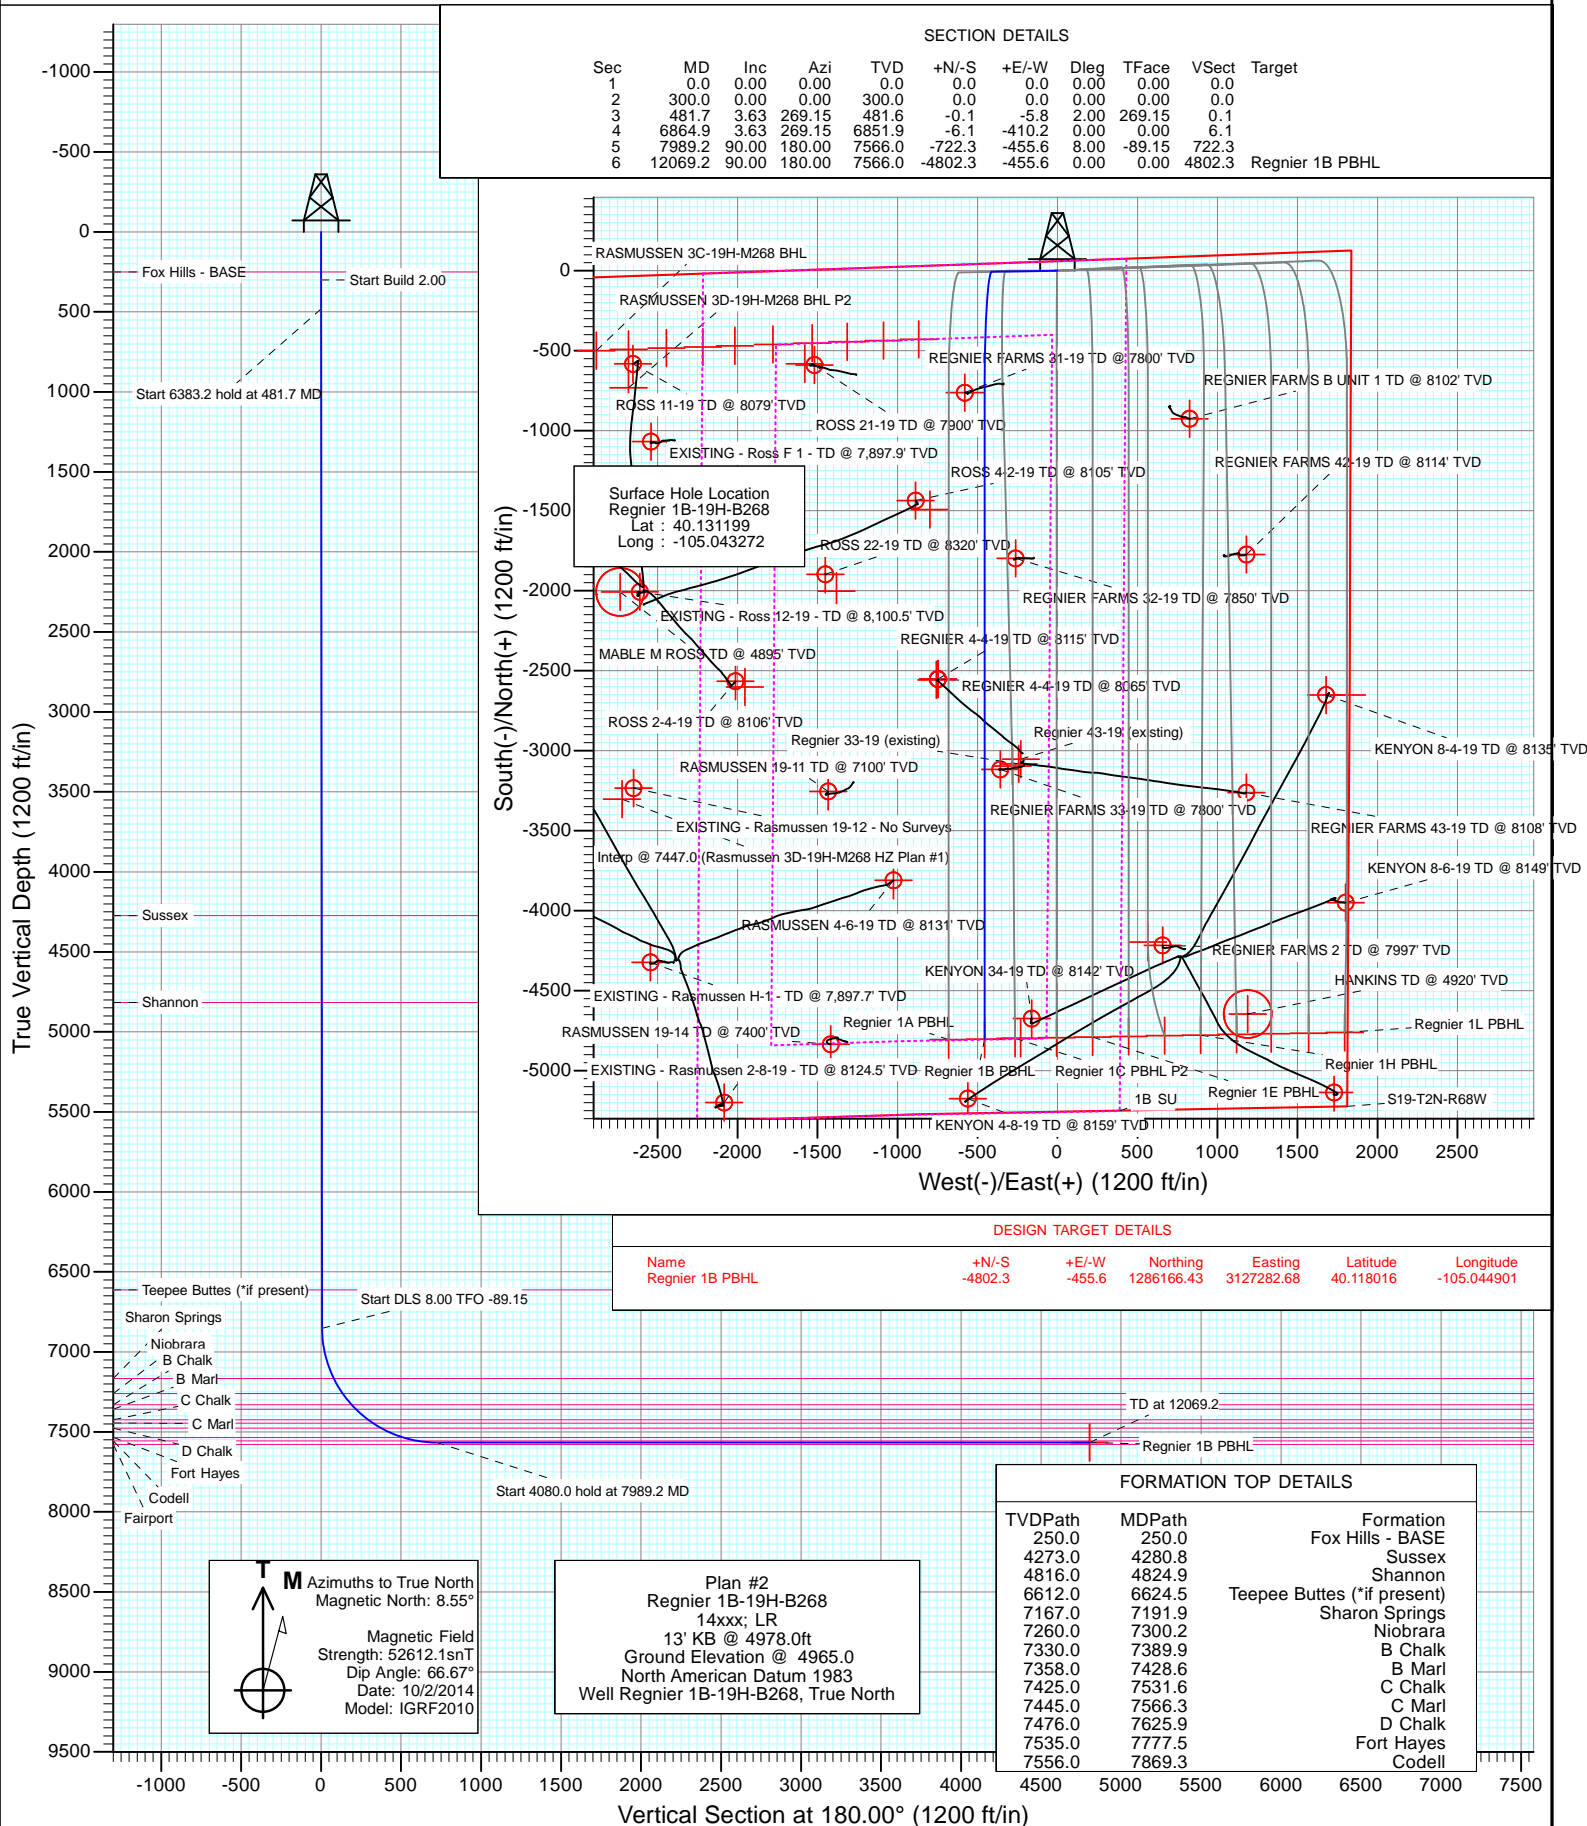 SECTION DETAILS
Sec MD Inc Azi TVD +N/-S +E/-W Dleg TFace VSect Target
1 0.0 0.00 0.00 0.0 0.0 0.0 0.00 0.00 0.0
2 300.0 0.00 0.00 300.0 0.0 0.0 0.00 0.00 0.0
3 481.7 3.63 269.15 481.6 -0.1 -5.8 2.00 269.15 0.1
4 6864.9 3.63 269.15 6851.9 -6.1 -410.2 0.00 0.00 6.1
5 7989.2 90.00 180.00 7566.0 -722.3 -455.6 8.00 -89.15 722.3
6 12069.2 90.00 180.00 7566.0 -4802.3 -455.6 0.00 0.00 4802.3 Regnier 1B PBHL
True Vertical Depth (1200 ft/in)
-1000
-500
0
500
1000
1500
2000
2500
3000
3500
4000
4500
5000
5500
6000
6500
7000
7500
8000
8500
9000
9500
Fox Hills - BASE
Start Build 2.00
Start 6383.2 hold at 481.7 MD
Sussex
Shannon
Teepee Buttes (*if present)
Start DLS 8.00 TFO -89.15
Sharon Springs
Niobrara
B Chalk
B Marl
C Chalk
C Marl
D Chalk
Fort Hayes
Codell
Fairport
Start 4080.0 hold at 7989.2 MD
TD at 12069.2
Regnier 1B PBHL
-1000 -500 0 500 1000 1500 2000 2500 3000 3500 4000 4500 5000 5500 6000 6500 7000 7500
Vertical Section at 180.00° (1200 ft/in)
South(-)/North(+) (1200 ft/in)
0
-500
-1000
-1500
-2000
-2500
-3000
-3500
-4000
-4500
-5000
RASMUSSEN 3C-19H-M268 BHL
RASMUSSEN 3D-19H-M268 BHL P2
REGNIER FARMS 31-19 TD @ 7800' TVD
REGNIER FARMS B UNIT 1 TD @ 8102' TVD
ROSS 11-19 TD @ 8079' TVD
ROSS 21-19 TD @ 7900' TVD
EXISTING - Ross F 1 - TD @ 7,897.9' TVD
ROSS 4-2-19 TD @ 8105' TVD
REGNIER FARMS 42-19 TD @ 8114' TVD
Surface Hole Location
Regnier 1B-19H-B268
Lat : 40.131199
Long : -105.043272
ROSS 22-19 TD @ 8320' TVD
REGNIER FARMS 32-19 TD @ 7850' TVD
EXISTING - Ross 12-19 - TD @ 8,100.5' TVD
REGNIER 4-4-19 TD @ 8115' TVD
MABLE M ROSS TD @ 4895' TVD
REGNIER 4-4-19 TD @ 8065' TVD
ROSS 2-4-19 TD @ 8106' TVD
Regnier 43-19 (existing)
Regnier 33-19 (existing)
KENYON 8-4-19 TD @ 8135' TVD
RASMUSSEN 19-11 TD @ 7100' TVD
REGNIER FARMS 33-19 TD @ 7800' TVD
EXISTING - Rasmussen 19-12 - No Surveys
REGNIER FARMS 43-19 TD @ 8108' TVD
Interp @ 7447.0 (Rasmussen 3D-19H-M268 HZ Plan #1)
KENYON 8-6-19 TD @ 8149' TVD
RASMUSSEN 4-6-19 TD @ 8131' TVD
REGNIER FARMS 2 TD @ 7997' TVD
KENYON 34-19 TD @ 8142' TVD
HANKINS TD @ 4920' TVD
EXISTING - Rasmussen H-1 - TD @ 7,897.7' TVD
Regnier 1A PBHL
Regnier 1L PBHL
RASMUSSEN 19-14 TD @ 7400' TVD
Regnier 1H PBHL
EXISTING - Rasmussen 2-8-19 - TD @ 8124.5' TVD
Regnier 1B PBHL
Regnier 1C PBHL P2
Regnier 1E PBHL
1B SU
S19-T2N-R68W
KENYON 4-8-19 TD @ 8159' TVD
-2500 -2000 -1500 -1000 -500 0 500 1000 1500 2000 2500
West(-)/East(+) (1200 ft/in)
DESIGN TARGET DETAILS
Name +N/-S +E/-W Northing Easting Latitude Longitude
Regnier 1B PBHL -4802.3 -455.6 1286166.43 3127282.68 40.118016 -105.044901
FORMATION TOP DETAILS
TVDPath MDPath Formation
250.0 250.0 Fox Hills - BASE
4273.0 4280.8 Sussex
4816.0 4824.9 Shannon
6612.0 6624.5 Teepee Buttes (*if present)
7167.0 7191.9 Sharon Springs
7260.0 7300.2 Niobrara
7330.0 7389.9 B Chalk
7358.0 7428.6 B Marl
7425.0 7531.6 C Chalk
7445.0 7566.3 C Marl
7476.0 7625.9 D Chalk
7535.0 7777.5 Fort Hayes
7556.0 7869.3 Codell
T
M
Azimuths to True North
Magnetic North: 8.55°
Magnetic Field
Strength: 52612.1snT
Dip Angle: 66.67°
Date: 10/2/2014
Model: IGRF2010
Plan #2
Regnier 1B-19H-B268
14xxx; LR
13' KB @ 4978.0ft
Ground Elevation @ 4965.0
North American Datum 1983
Well Regnier 1B-19H-B268, True North